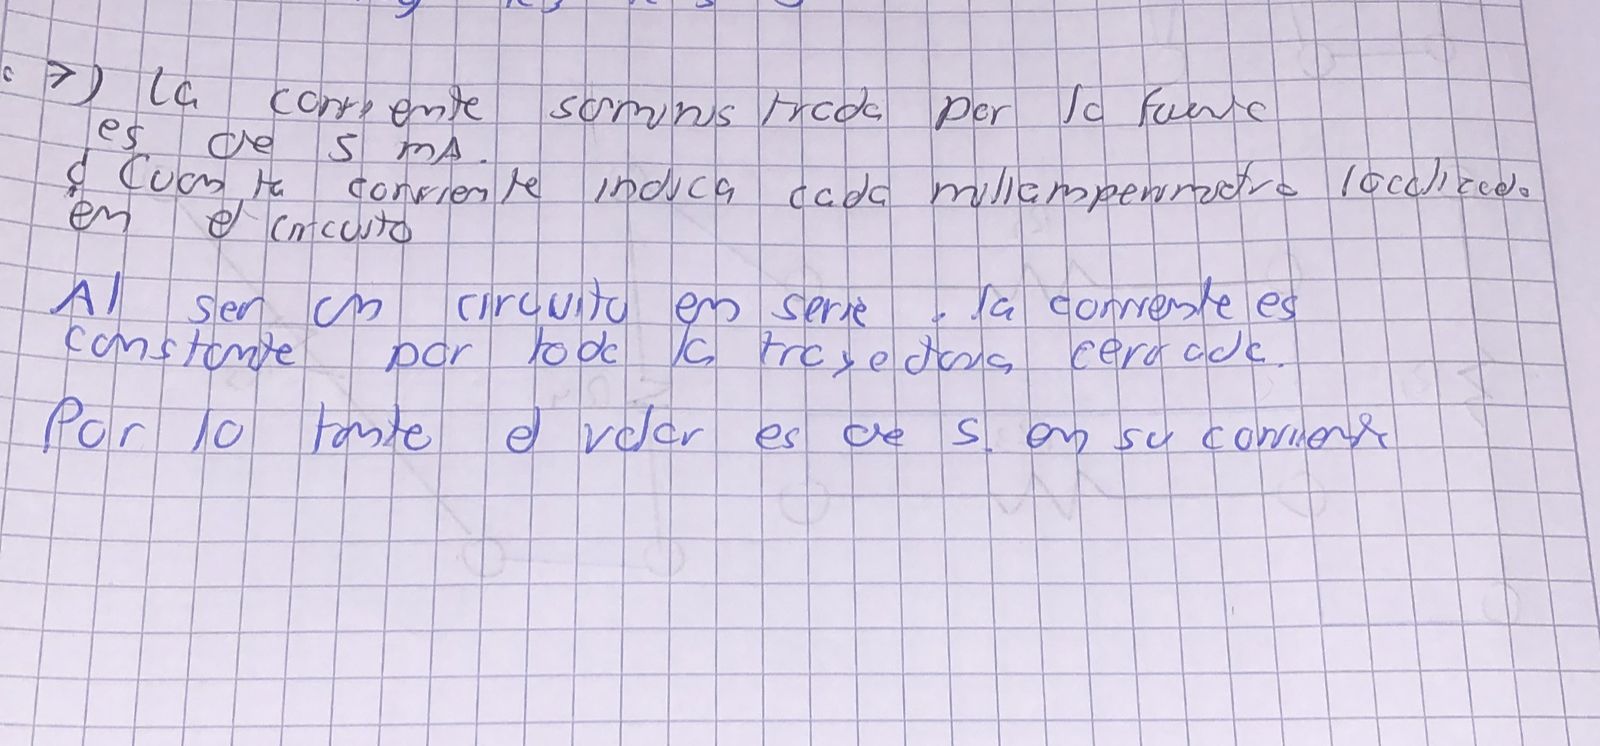 7) La corriente suministrada por la fuente
es de 5 mA.
¿Cuanta corriente indica cada miliamperimetro localizado
en el circuito
Al ser un circuito en serie, la corriente es
constante por toda la trayectoria cerrada.
Por lo tanto el valor es de 5. en su corriente